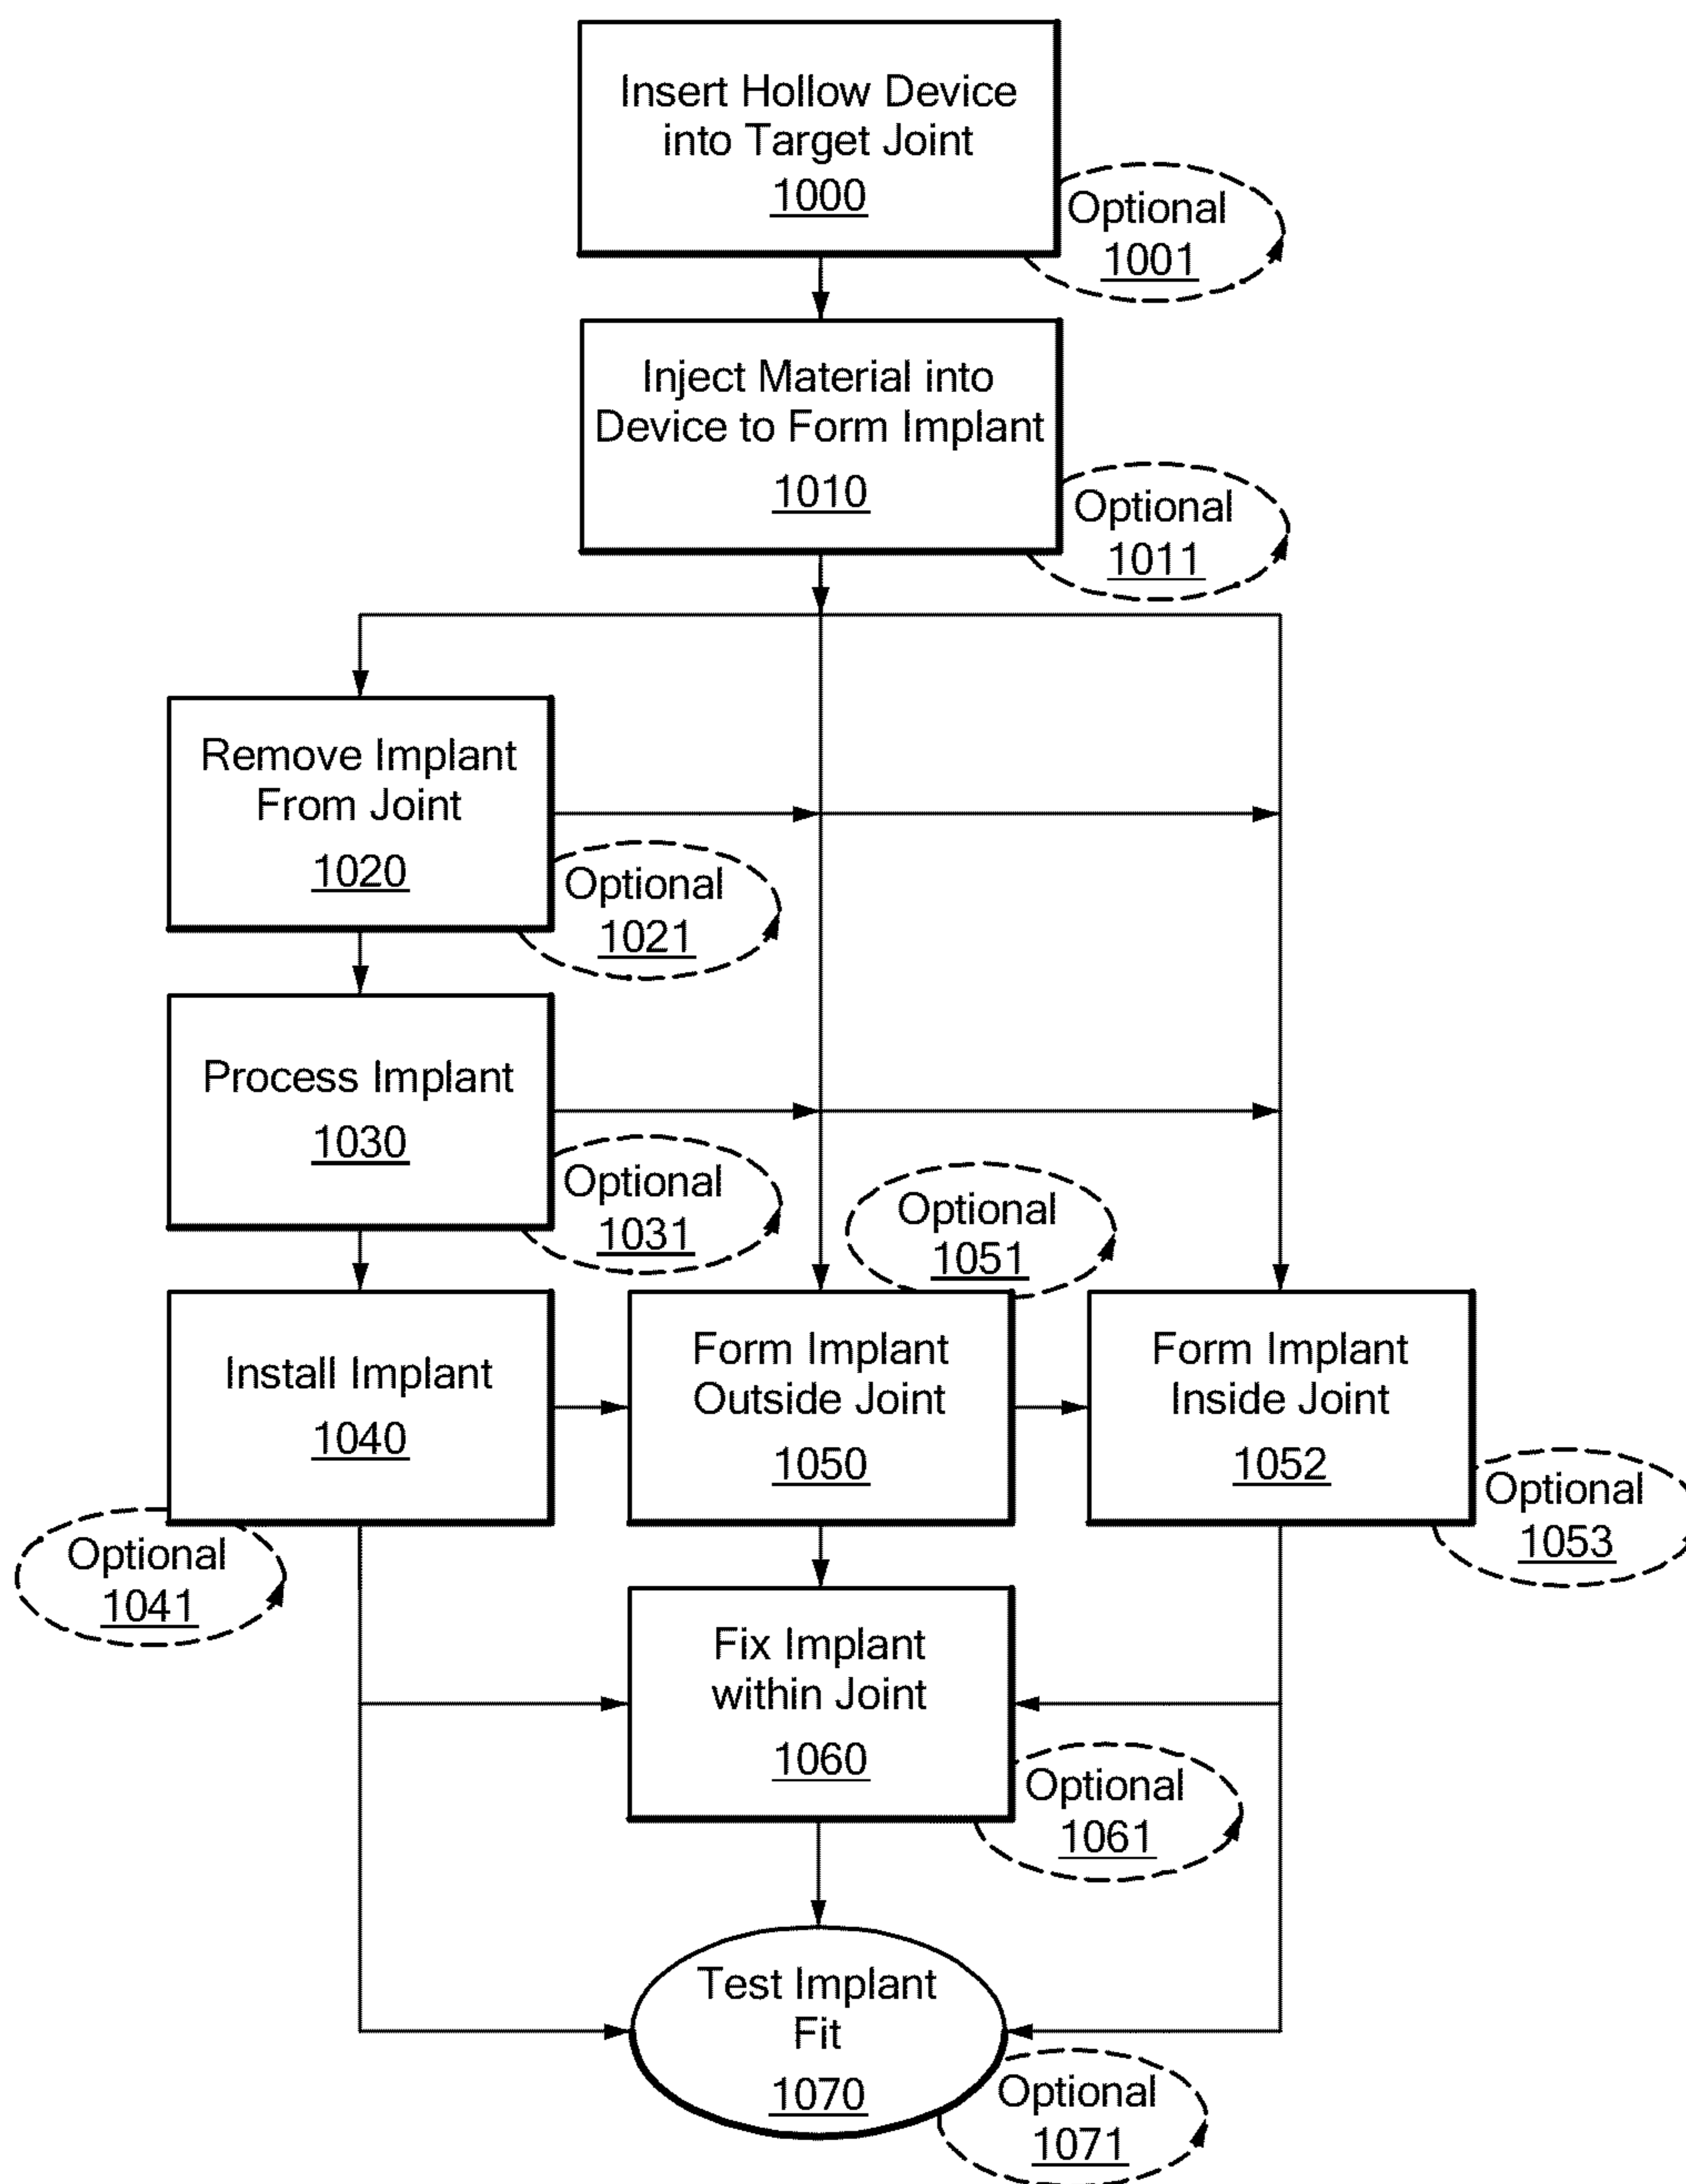 Insert Hollow Device
into Target Joint
1000
Optional
1001
Inject Material into
Device to Form Implant
1010
Optional
1011
Remove Implant
From Joint
1020
Optional
1021
Process Implant
1030
Optional
1031
Optional
1051
Install Implant
1040
Optional
1041
Form Implant
Outside Joint
1050
Form Implant
Inside Joint
1052
Optional
1053
Fix Implant
within Joint
1060
Optional
1061
Test Implant
Fit
1070
Optional
1071